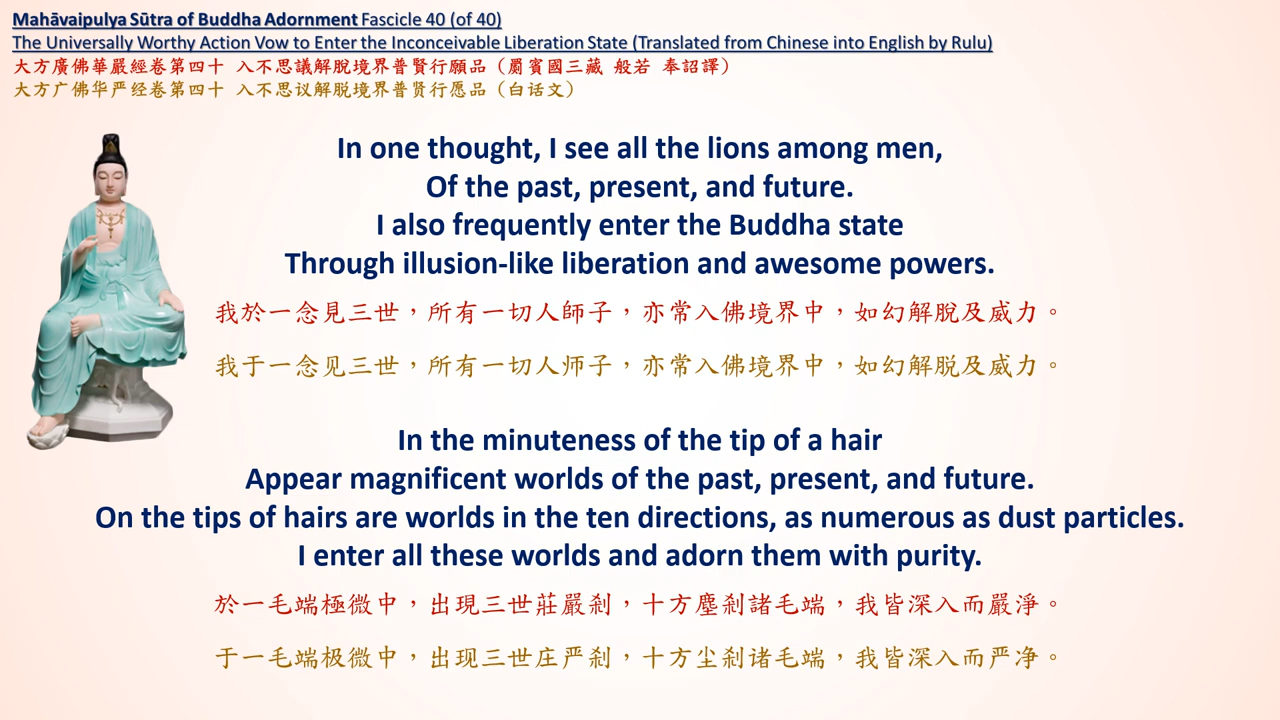 Mahāvaipulya Sūtra of Buddha Adornment Fascicle 40 (of 40)
The Universally Worthy Action Vow to Enter the Inconceivable Liberation State (Translated from Chinese into English by Rulu)
大方廣佛華嚴經卷第四十 入不思議解脫境界普賢行願品（罽賓國三藏 般若 奉詔譯）
大方广佛华严经卷第四十 入不思议解脱境界普贤行愿品（白话文）
In one thought, I see all the lions among men,
Of the past, present, and future.
I also frequently enter the Buddha state
Through illusion-like liberation and awesome powers.
我於一念見三世，所有一切人師子，亦常入佛境界中，如幻解脫及威力。
我于一念见三世，所有一切人师子，亦常入佛境界中，如幻解脱及威力。
In the minuteness of the tip of a hair
Appear magnificent worlds of the past, present, and future.
On the tips of hairs are worlds in the ten directions, as numerous as dust particles.
I enter all these worlds and adorn them with purity.
於一毛端極微中，出現三世莊嚴剎，十方塵剎諸毛端，我皆深入而嚴淨。
于一毛端极微中，出现三世庄严刹，十方尘刹诸毛端，我皆深入而严净。